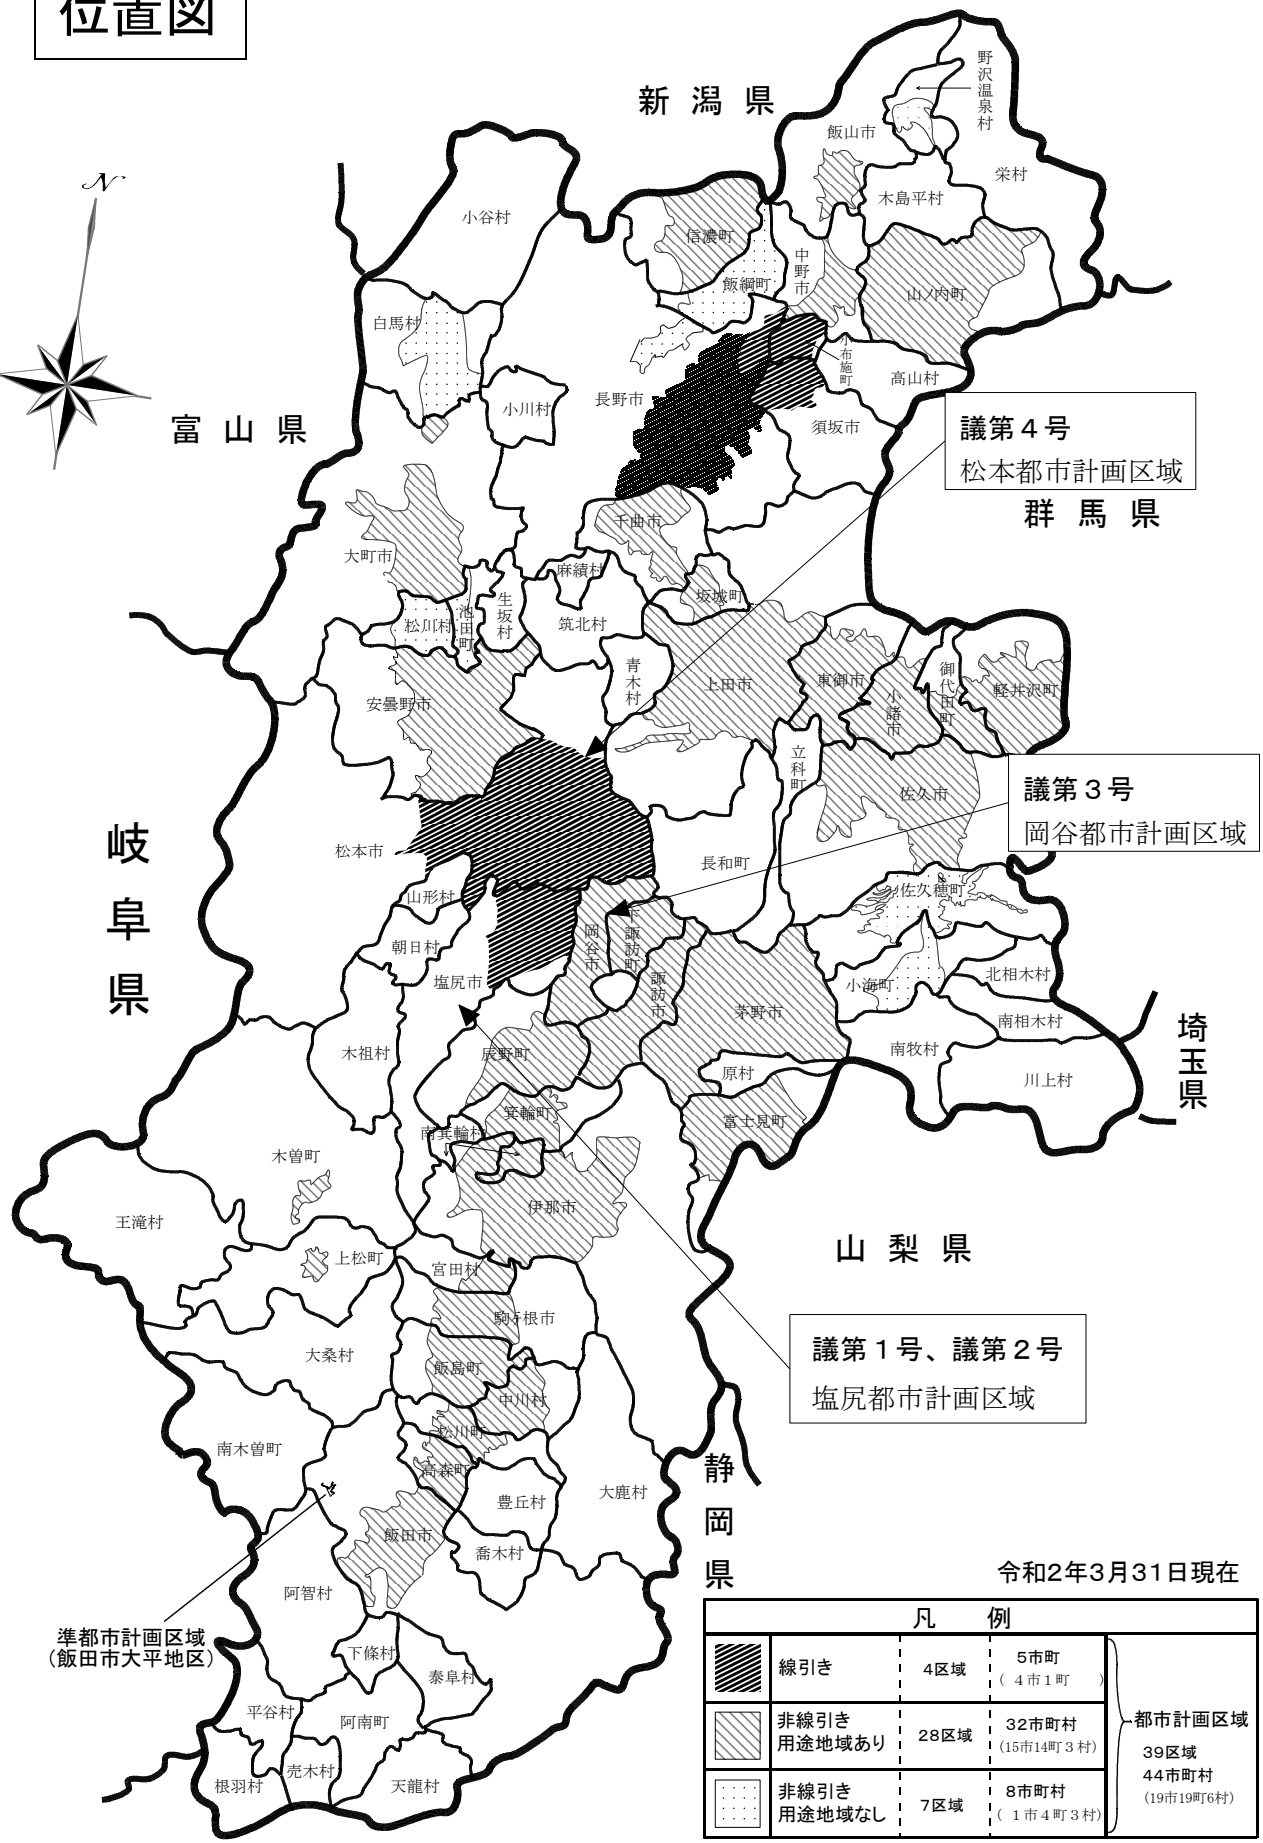 位置図
N
新潟県
野沢温泉村
飯山市
栄村
木島平村
小谷村
信濃町
中野市
飯綱町
山ノ内町
白馬村
小布施町
高山村
小川村
長野市
須坂市
富山県
議第4号
松本都市計画区域
群馬県
千曲市
大町市
麻績村
坂城町
生坂村
池田町
松川村
筑北村
青木村
上田市
東御市
小諸市
御代田町
軽井沢町
安曇野市
立科町
佐久市
議第3号
岡谷都市計画区域
岐阜県
松本市
長和町
山形村
佐久穂町
朝日村
岡谷市
下諏訪町
塩尻市
諏訪市
小海町
北相木村
茅野市
南相木村
埼玉県
木祖村
辰野町
南牧村
原村
川上村
箕輪町
富士見町
南箕輪村
木曽町
伊那市
王滝村
山梨県
上松町
宮田村
駒ヶ根市
大桑村
飯島町
議第1号、議第2号
塩尻都市計画区域
中川村
松川町
南木曽町
高森町
静岡県
豊丘村
大鹿村
飯田市
喬木村
阿智村
準都市計画区域
(飯田市大平地区)
下條村
泰阜村
平谷村
阿南町
売木村
根羽村
天龍村
令和2年3月31日現在
凡 例
線引き 4区域 5市町
( 4市1町 )
非線引き
用途地域あり 28区域 32市町村
(15市14町3村)
非線引き
用途地域なし 7区域 8市町村
( 1市4町3村)
都市計画区域
39区域
44市町村
(19市19町6村)